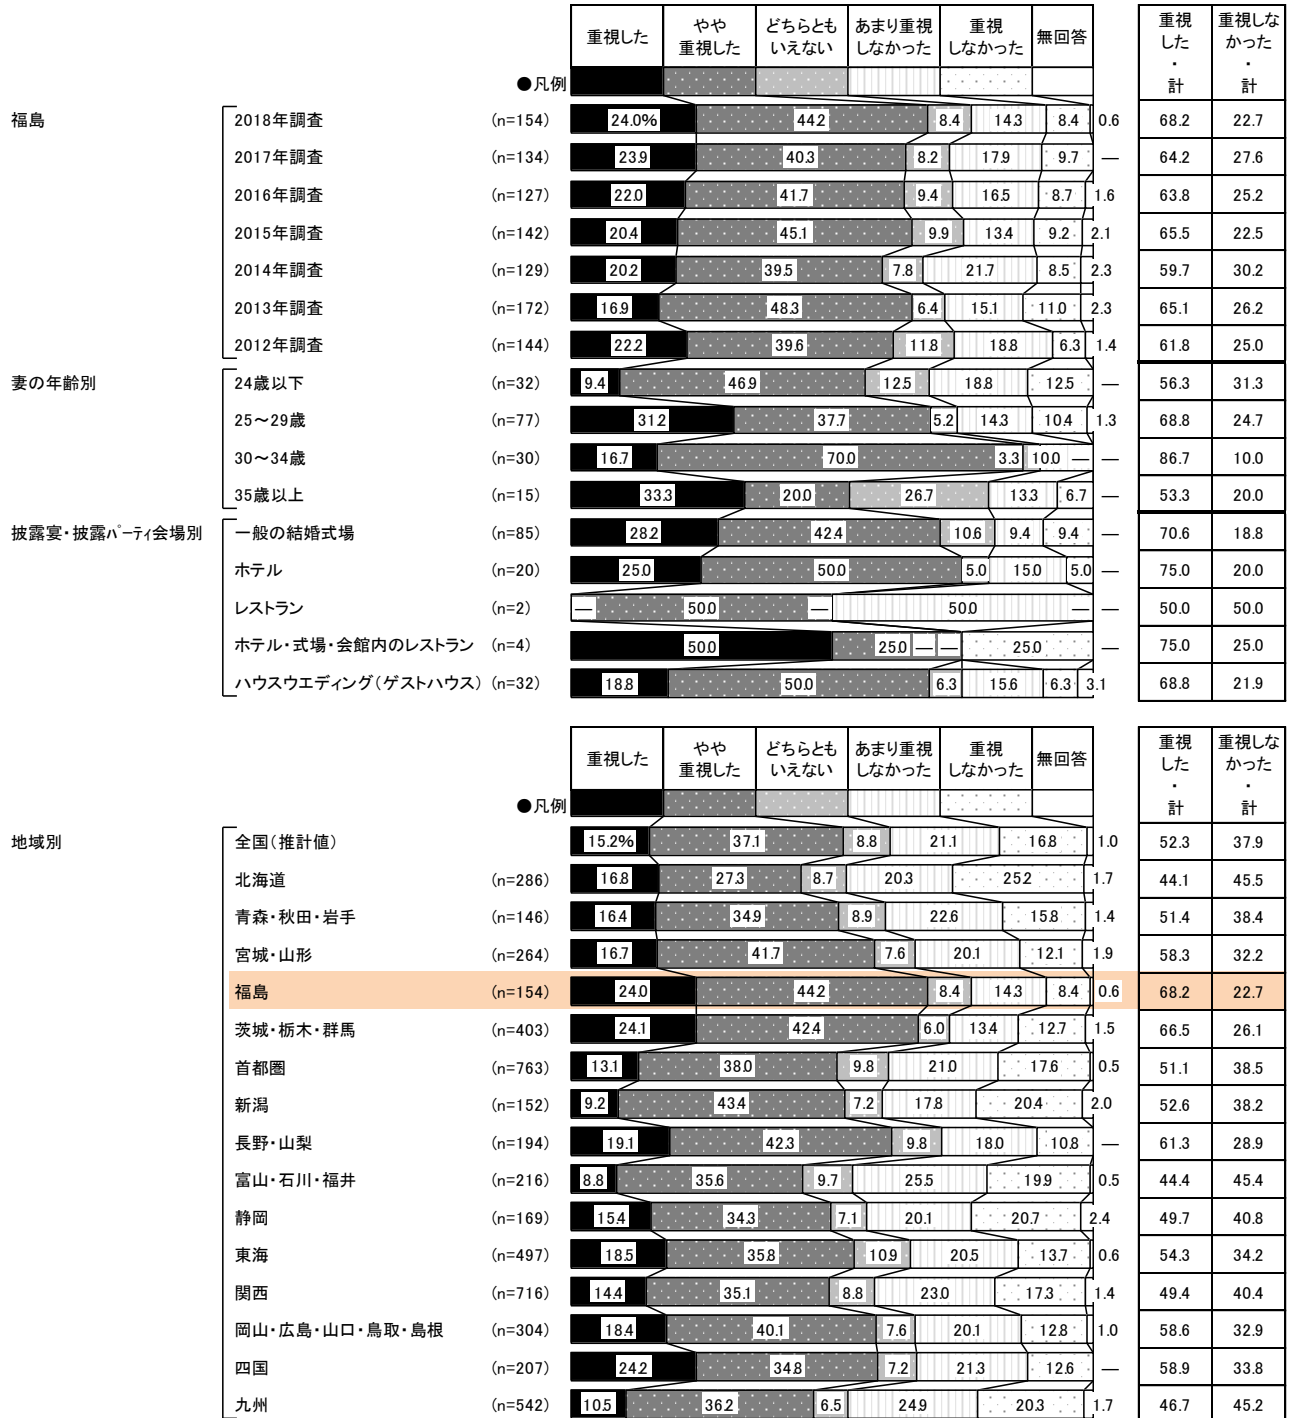 重視した やや重視した どちらともいえない あまり重視しなかった 重視しなかった 無回答 重視した・計 重視しなかった・計
●凡例
福島 2018年調査 (n=154) 24.0% 44.2 8.4 14.3 8.4 0.6 68.2 22.7
2017年調査 (n=134) 23.9 40.3 8.2 17.9 9.7 — 64.2 27.6
2016年調査 (n=127) 22.0 41.7 9.4 16.5 8.7 1.6 63.8 25.2
2015年調査 (n=142) 20.4 45.1 9.9 13.4 9.2 2.1 65.5 22.5
2014年調査 (n=129) 20.2 39.5 7.8 21.7 8.5 2.3 59.7 30.2
2013年調査 (n=172) 16.9 48.3 6.4 15.1 11.0 2.3 65.1 26.2
2012年調査 (n=144) 22.2 39.6 11.8 18.8 6.3 1.4 61.8 25.0
妻の年齢別 24歳以下 (n=32) 9.4 46.9 12.5 18.8 12.5 — 56.3 31.3
25～29歳 (n=77) 31.2 37.7 5.2 14.3 10.4 1.3 68.8 24.7
30～34歳 (n=30) 16.7 70.0 3.3 10.0 — — 86.7 10.0
35歳以上 (n=15) 33.3 20.0 26.7 13.3 6.7 — 53.3 20.0
披露宴・披露パーティ会場別 一般の結婚式場 (n=85) 28.2 42.4 10.6 9.4 9.4 — 70.6 18.8
ホテル (n=20) 25.0 50.0 5.0 15.0 5.0 — 75.0 20.0
レストラン (n=2) — 50.0 — 50.0 — — 50.0 50.0
ホテル・式場・会館内のレストラン (n=4) 50.0 25.0 — — 25.0 — 75.0 25.0
ハウスウエディング(ゲストハウス) (n=32) 18.8 50.0 6.3 15.6 6.3 3.1 68.8 21.9
重視した やや重視した どちらともいえない あまり重視しなかった 重視しなかった 無回答 重視した・計 重視しなかった・計
●凡例
地域別 全国(推計値) 15.2% 37.1 8.8 21.1 16.8 1.0 52.3 37.9
北海道 (n=286) 16.8 27.3 8.7 20.3 25.2 1.7 44.1 45.5
青森・秋田・岩手 (n=146) 16.4 34.9 8.9 22.6 15.8 1.4 51.4 38.4
宮城・山形 (n=264) 16.7 41.7 7.6 20.1 12.1 1.9 58.3 32.2
福島 (n=154) 24.0 44.2 8.4 14.3 8.4 0.6 68.2 22.7
茨城・栃木・群馬 (n=403) 24.1 42.4 6.0 13.4 12.7 1.5 66.5 26.1
首都圏 (n=763) 13.1 38.0 9.8 21.0 17.6 0.5 51.1 38.5
新潟 (n=152) 9.2 43.4 7.2 17.8 20.4 2.0 52.6 38.2
長野・山梨 (n=194) 19.1 42.3 9.8 18.0 10.8 — 61.3 28.9
富山・石川・福井 (n=216) 8.8 35.6 9.7 25.5 19.9 0.5 44.4 45.4
静岡 (n=169) 15.4 34.3 7.1 20.1 20.7 2.4 49.7 40.8
東海 (n=497) 18.5 35.8 10.9 20.5 13.7 0.6 54.3 34.2
関西 (n=716) 14.4 35.1 8.8 23.0 17.3 1.4 49.4 40.4
岡山・広島・山口・鳥取・島根 (n=304) 18.4 40.1 7.6 20.1 12.8 1.0 58.6 32.9
四国 (n=207) 24.2 34.8 7.2 21.3 12.6 — 58.9 33.8
九州 (n=542) 10.5 36.2 6.5 24.9 20.3 1.7 46.7 45.2